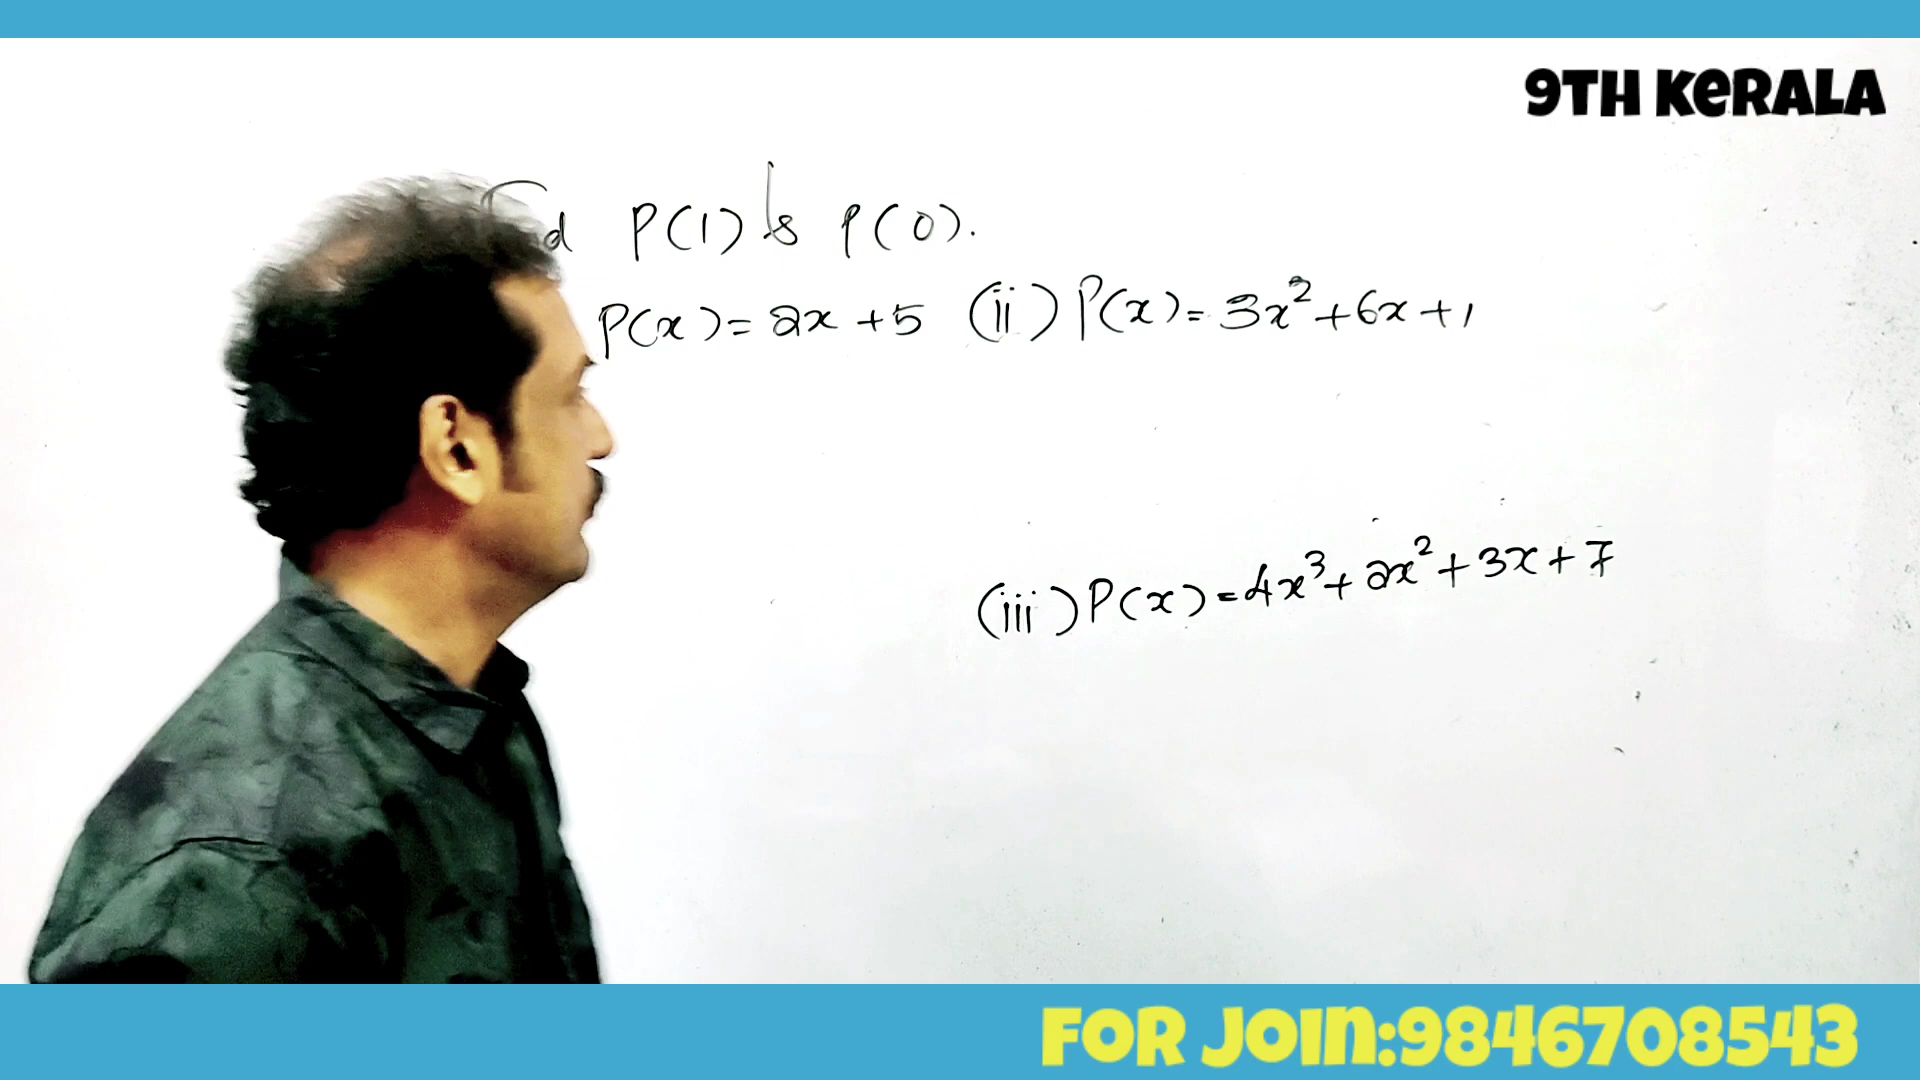 9TH KERALA
P(1) & P(0).
P(x) = 2x + 5 (ii) P(x) = 3x² + 6x + 1
(iii) P(x) = 4x³ + 2x² + 3x + 7
FOR JOIN:9846708543